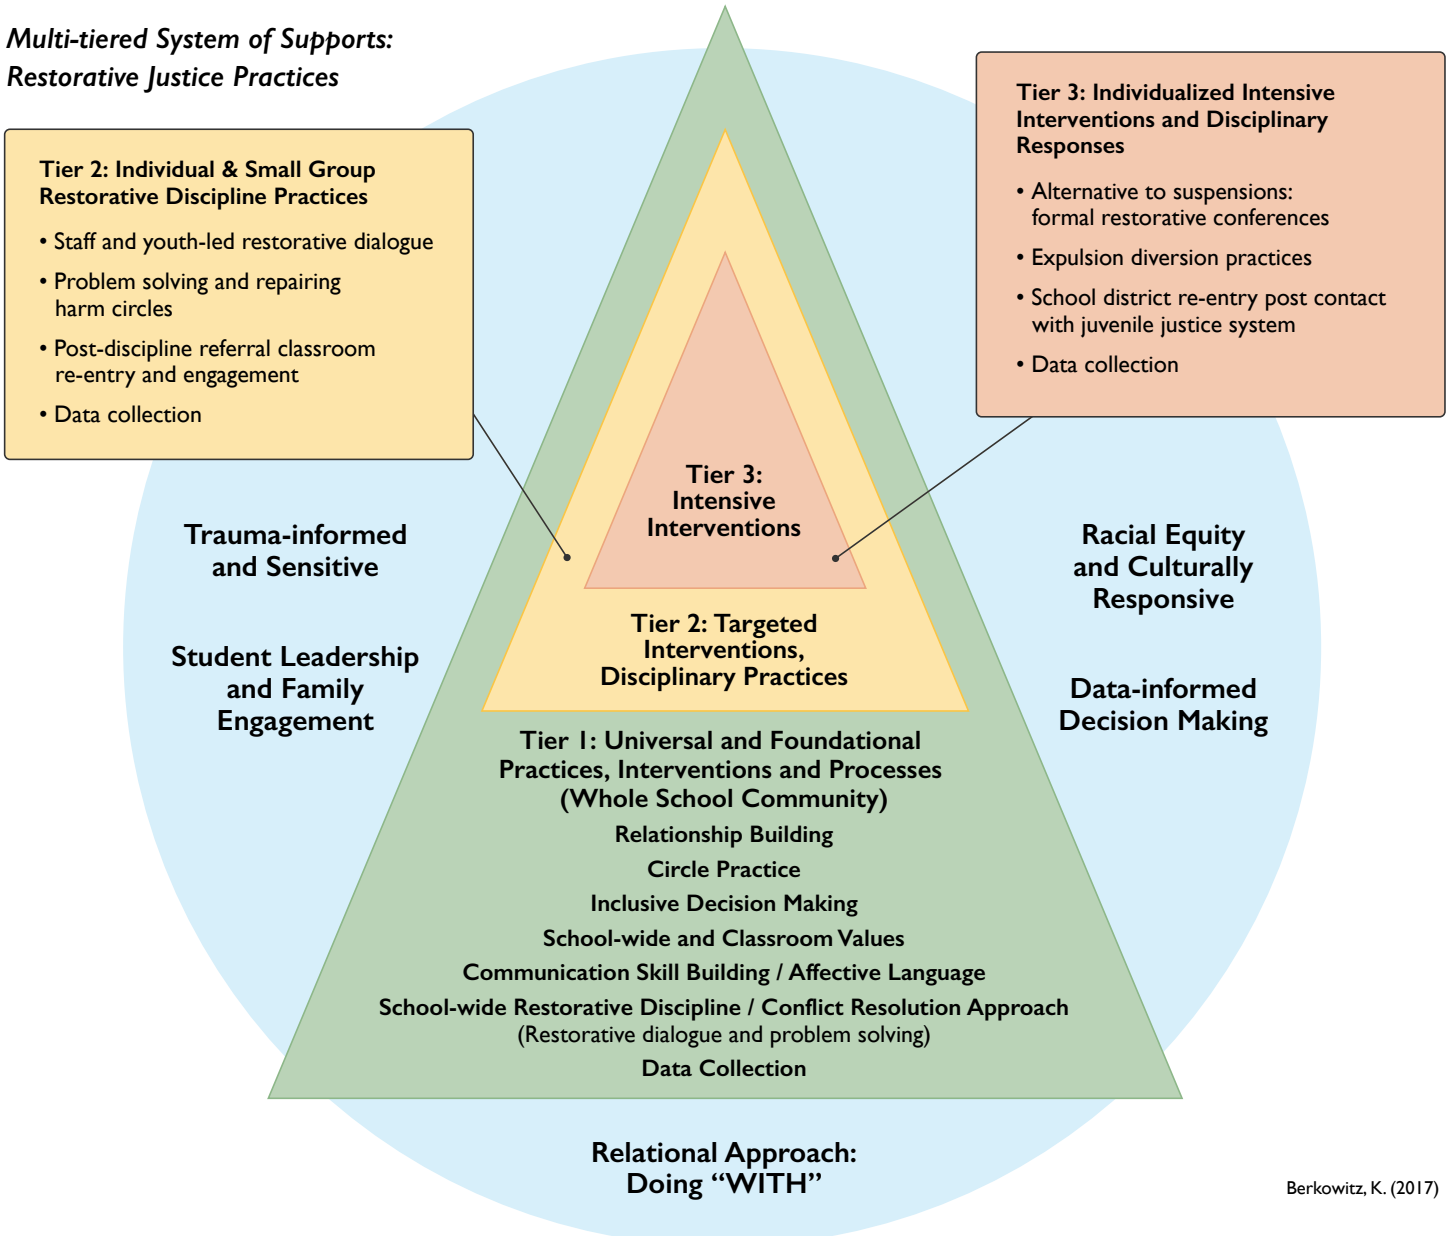 Multi-tiered System of Supports:
Restorative Justice Practices
Tier 2: Individual & Small Group
Restorative Discipline Practices
• Staff and youth-led restorative dialogue
• Problem solving and repairing
harm circles
• Post-discipline referral classroom
re-entry and engagement
• Data collection
Tier 3: Individualized Intensive
Interventions and Disciplinary
Responses
• Alternative to suspensions:
formal restorative conferences
• Expulsion diversion practices
• School district re-entry post contact
with juvenile justice system
• Data collection
Trauma-informed
and Sensitive
Student Leadership
and Family
Engagement
Tier 3:
Intensive
Interventions
Tier 2: Targeted
Interventions,
Disciplinary Practices
Tier 1: Universal and Foundational
Practices, Interventions and Processes
(Whole School Community)
Relationship Building
Circle Practice
Inclusive Decision Making
School-wide and Classroom Values
Communication Skill Building / Affective Language
School-wide Restorative Discipline / Conflict Resolution Approach
(Restorative dialogue and problem solving)
Data Collection
Racial Equity
and Culturally
Responsive
Data-informed
Decision Making
Relational Approach:
Doing “WITH”
Berkowitz, K. (2017)